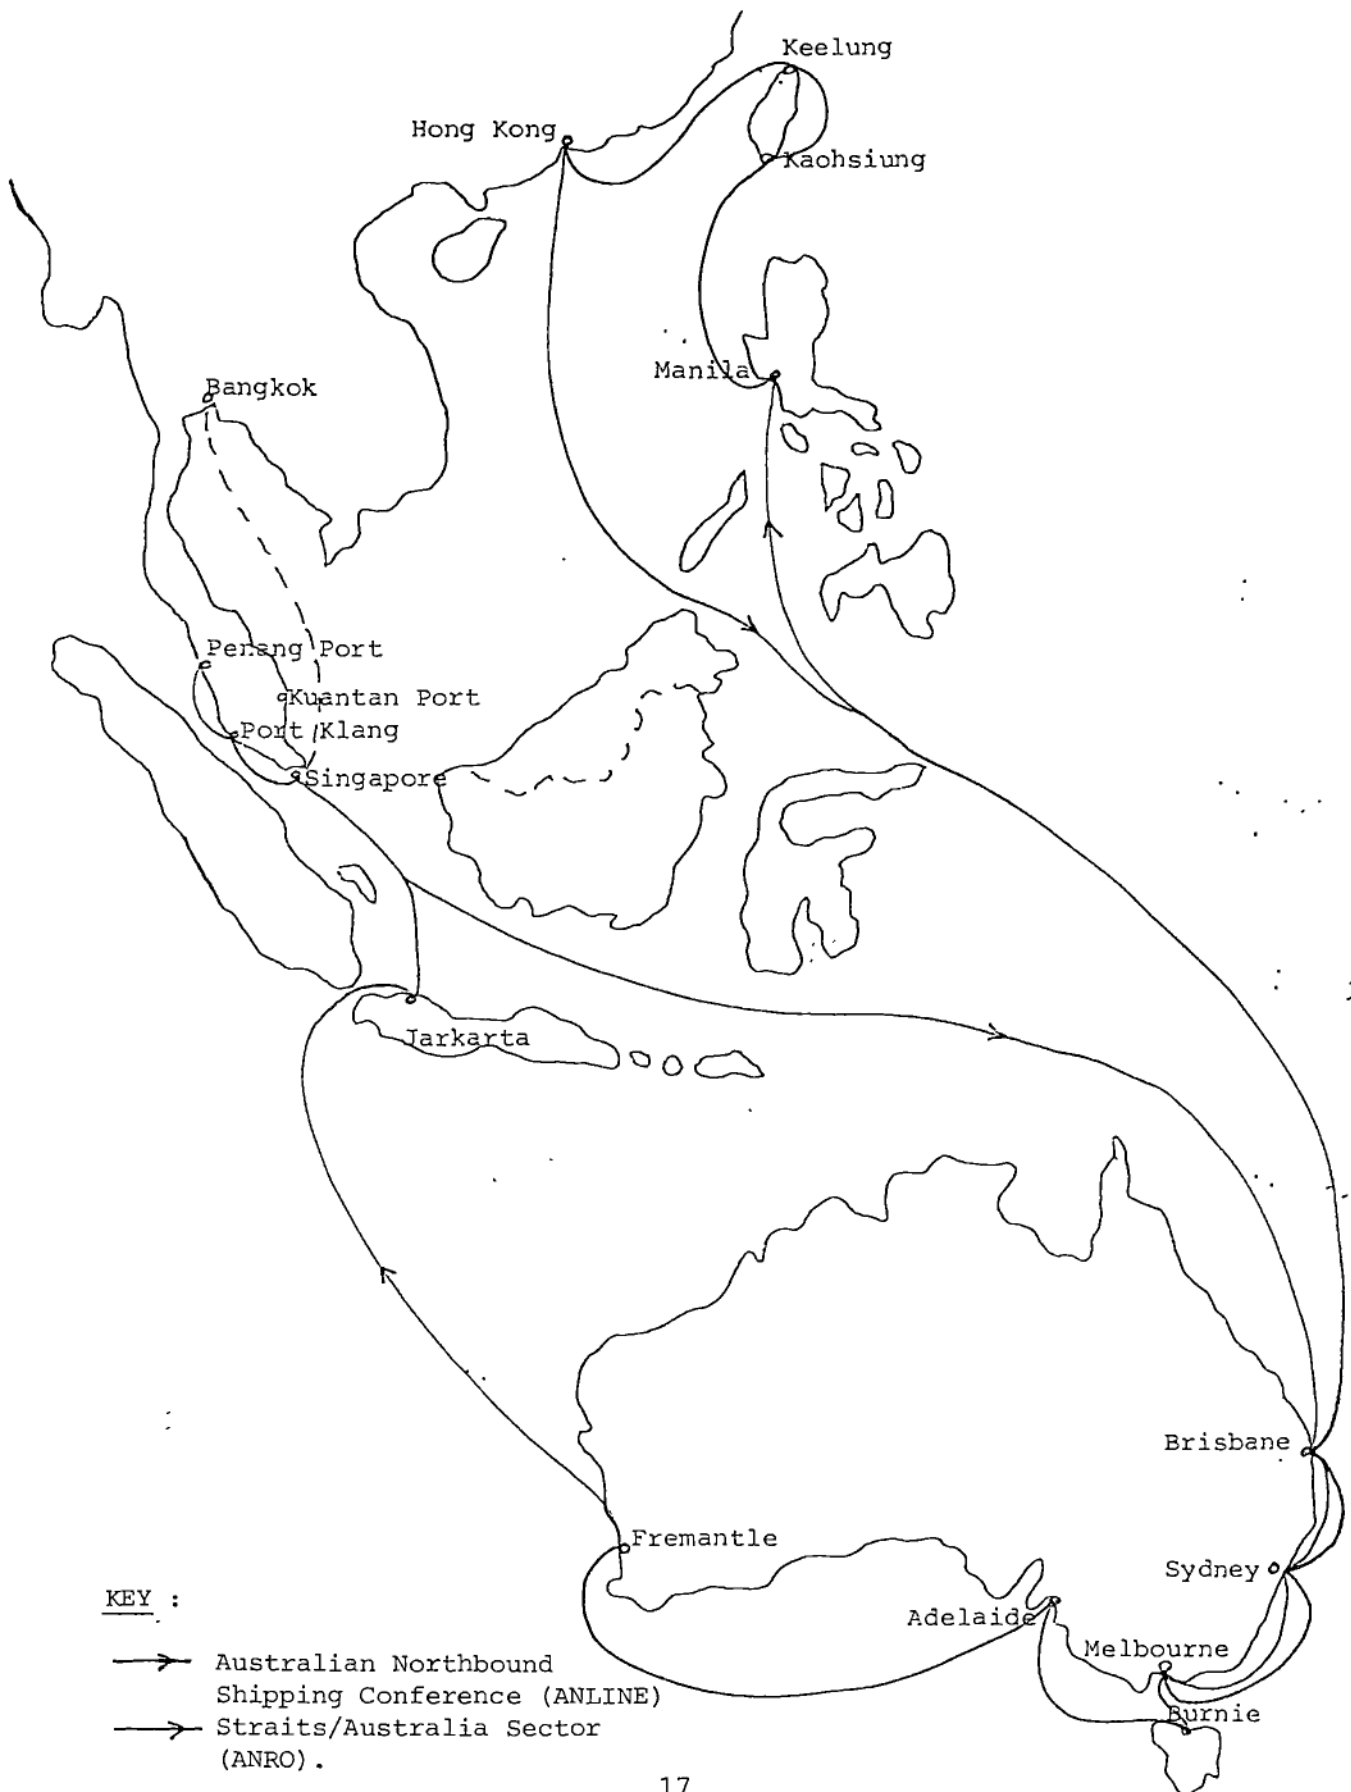 Keelung
Hong Kong
Kaohsiung
Manila
Bangkok
Penang Port
Kuantan Port
Port Klang
Singapore
Jarkarta
Brisbane
Fremantle
Sydney
Adelaide
Melbourne
Burnie
KEY :
Australian Northbound
Shipping Conference (ANLINE)
Straits/Australia Sector
(ANRO).
17